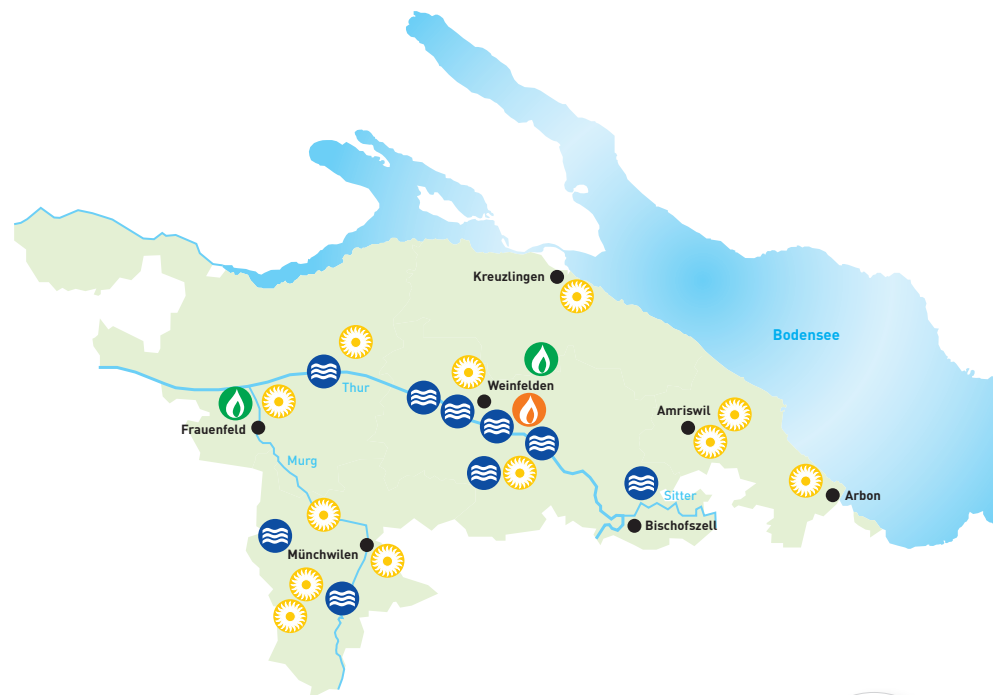 Kreuzlingen
Bodensee
Thur
Weinfelden
Amriswil
Frauenfeld
Murg
Sitter
Arbon
Bischofszell
Münchwilen